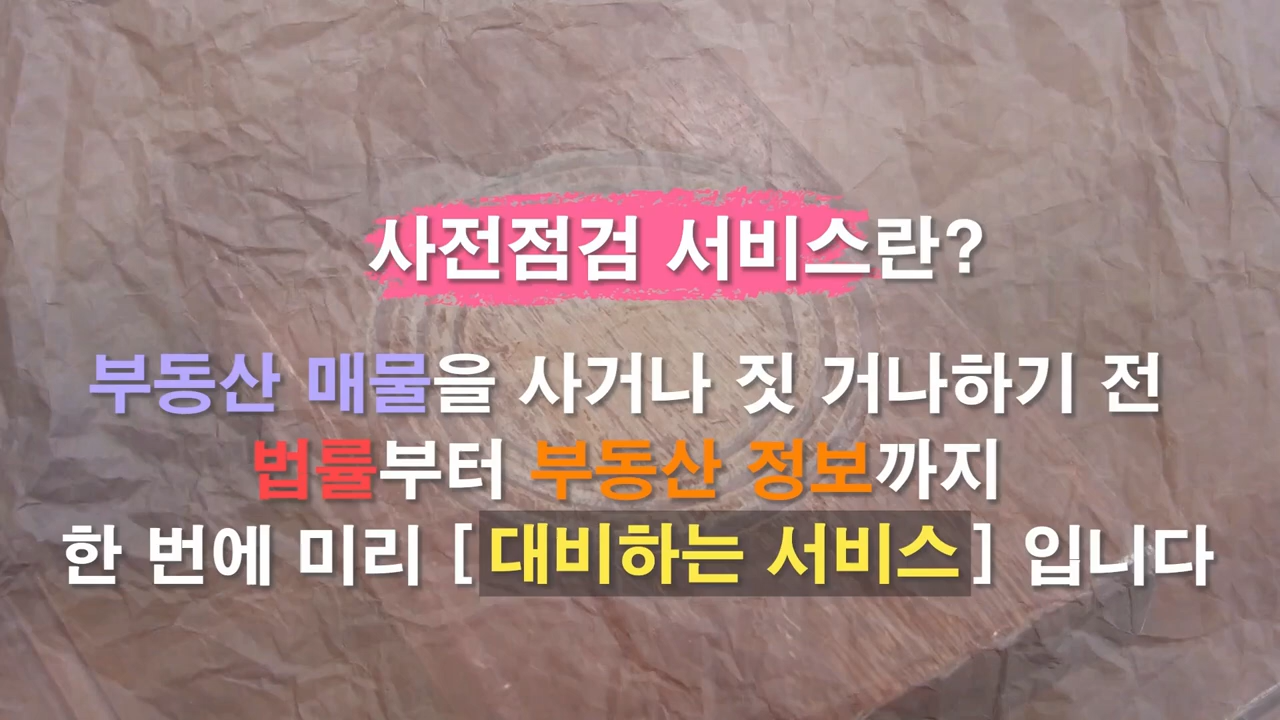 사전점검 서비스란?
부동산 매물을 사거나 짓 거나하기 전
법률부터 부동산 정보까지
한 번에 미리 [대비하는 서비스] 입니다